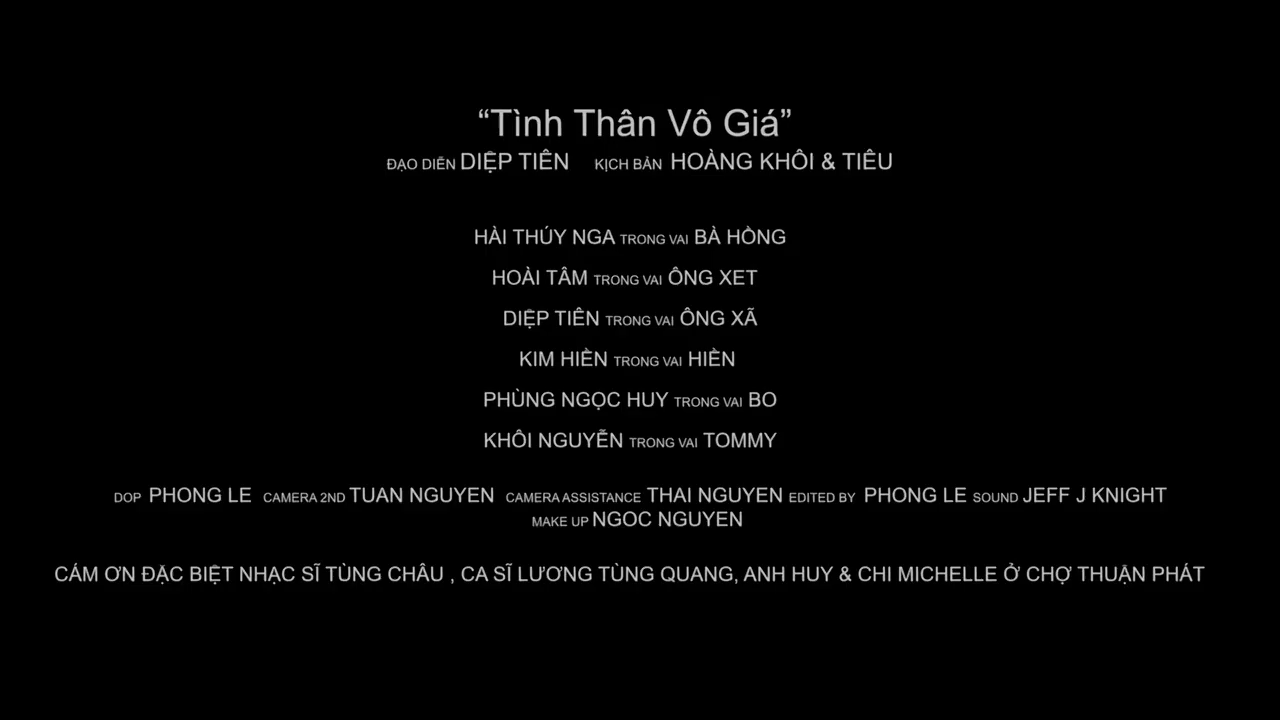 “Tình Thân Vô Giá”
ĐẠO DIỄN DIỆP TIÊN KỊCH BẢN HOÀNG KHÔI & TIÊU
HÀI THÚY NGA TRONG VAI BÀ HỒNG
HOÀI TÂM TRONG VAI ÔNG XET
DIỆP TIÊN TRONG VAI ÔNG XÃ
KIM HIỀN TRONG VAI HIỀN
PHÙNG NGỌC HUY TRONG VAI BO
KHÔI NGUYỄN TRONG VAI TOMMY
DOP PHONG LE CAMERA 2ND TUAN NGUYEN CAMERA ASSISTANCE THAI NGUYEN EDITED BY PHONG LE SOUND JEFF J KNIGHT
MAKE UP NGOC NGUYEN
CÁM ƠN ĐẶC BIỆT NHẠC SĨ TÙNG CHÂU , CA SĨ LƯƠNG TÙNG QUANG, ANH HUY & CHI MICHELLE Ở CHỢ THUẬN PHÁT